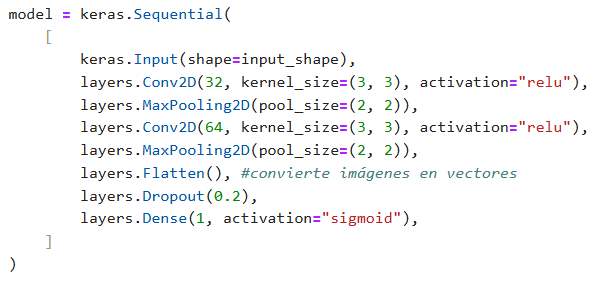 model = keras.Sequential(
    [
        keras.Input(shape=input_shape),
        layers.Conv2D(32, kernel_size=(3, 3), activation="relu"),
        layers.MaxPooling2D(pool_size=(2, 2)),
        layers.Conv2D(64, kernel_size=(3, 3), activation="relu"),
        layers.MaxPooling2D(pool_size=(2, 2)),
        layers.Flatten(), #convierte imágenes en vectores
        layers.Dropout(0.2),
        layers.Dense(1, activation="sigmoid"),
    ]
)